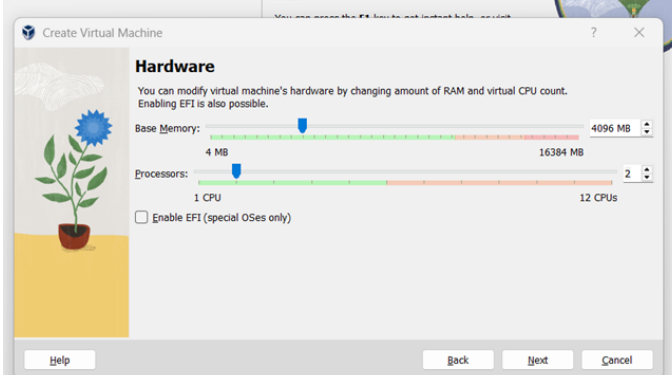 You can press the F1 key to get instant help, or visit
Create Virtual Machine
Hardware
You can modify virtual machine's hardware by changing amount of RAM and virtual CPU count.
Enabling EFI is also possible.
Base Memory:
4096 MB
4 MB
16384 MB
Processors:
2
1 CPU
12 CPUs
Enable EFI (special OSes only)
Help
Back
Next
Cancel